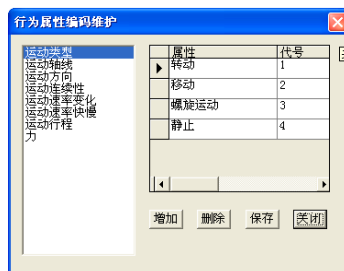 行为属性编码维护
运动类型
运动轴线
运动方向
运动连续性
运动速率变化
运动速率快慢
运动行程
力
属性 代号
转动 1
移动 2
螺旋运动 3
静止 4
增加 删除 保存 关闭